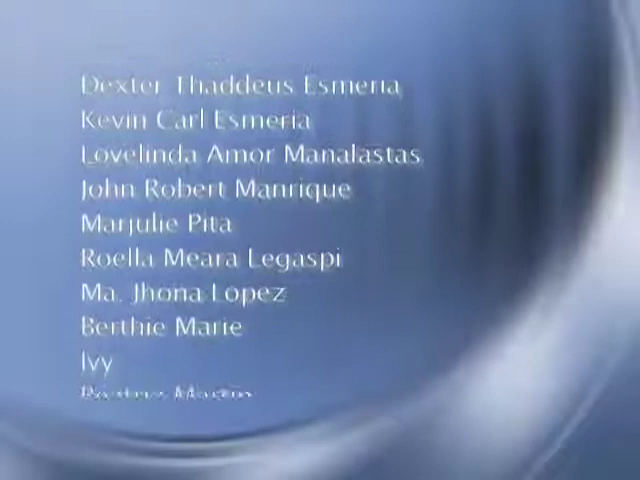 Dexter Thaddeus Esmeria
Kevin Carl Esmeria
Lovelinda Amor Manalastas
John Robert Manrique
Marjulie Pita
Roella Meara Legaspi
Ma. Jhona Lopez
Berthie Marie
Ivy